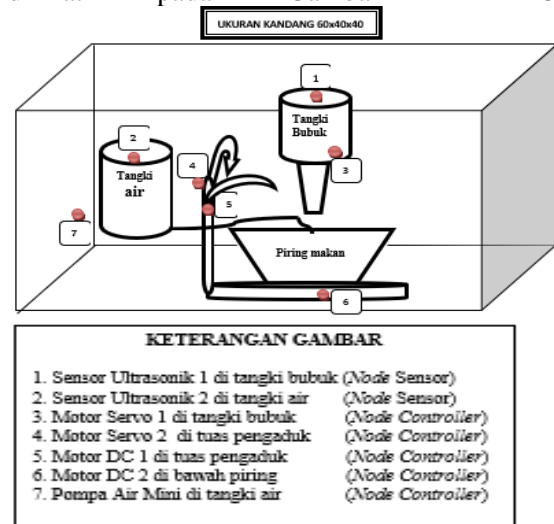 UKURAN KANDANG 60x40x40
1
Tangki
Bubuk
2
Tangki
air
4
3
5
7
Piring makan
6
KETERANGAN GAMBAR
1. Sensor Ultrasonik 1 di tangki bubuk (Node Sensor)
2. Sensor Ultrasonik 2 di tangki air (Node Sensor)
3. Motor Servo 1 di tangki bubuk (Node Controller)
4. Motor Servo 2 di tuas pengaduk (Node Controller)
5. Motor DC 1 di tuas pengaduk (Node Controller)
6. Motor DC 2 di bawah piring (Node Controller)
7. Pompa Air Mini di tangki air (Node Controller)